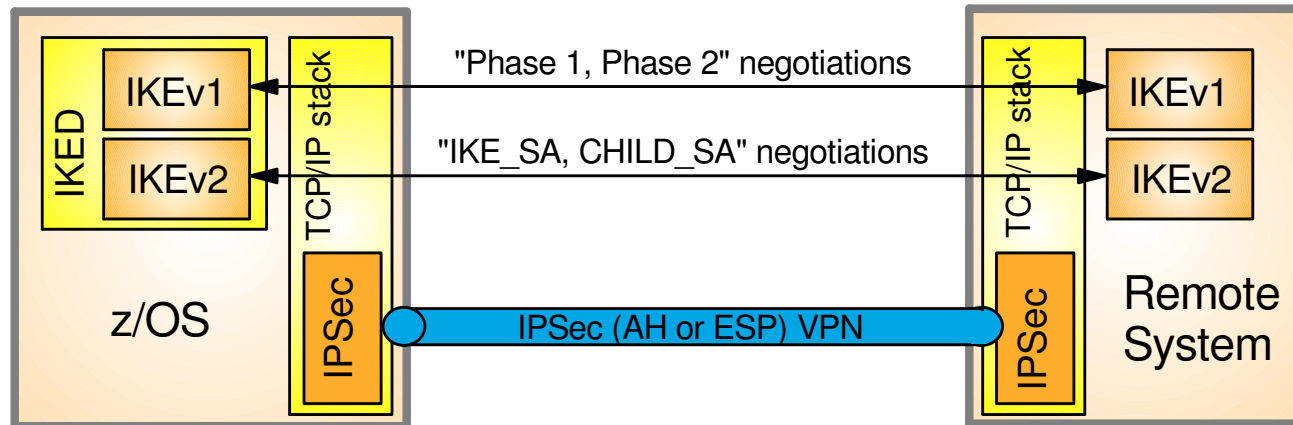 "Phase 1, Phase 2" negotiations
IKED
IKEv1
TCP/IP stack
TCP/IP stack
IKEv1
"IKE_SA, CHILD_SA" negotiations
IKEv2
IKEv2
z/OS
IPSec
IPSec (AH or ESP) VPN
IPSec
Remote
System